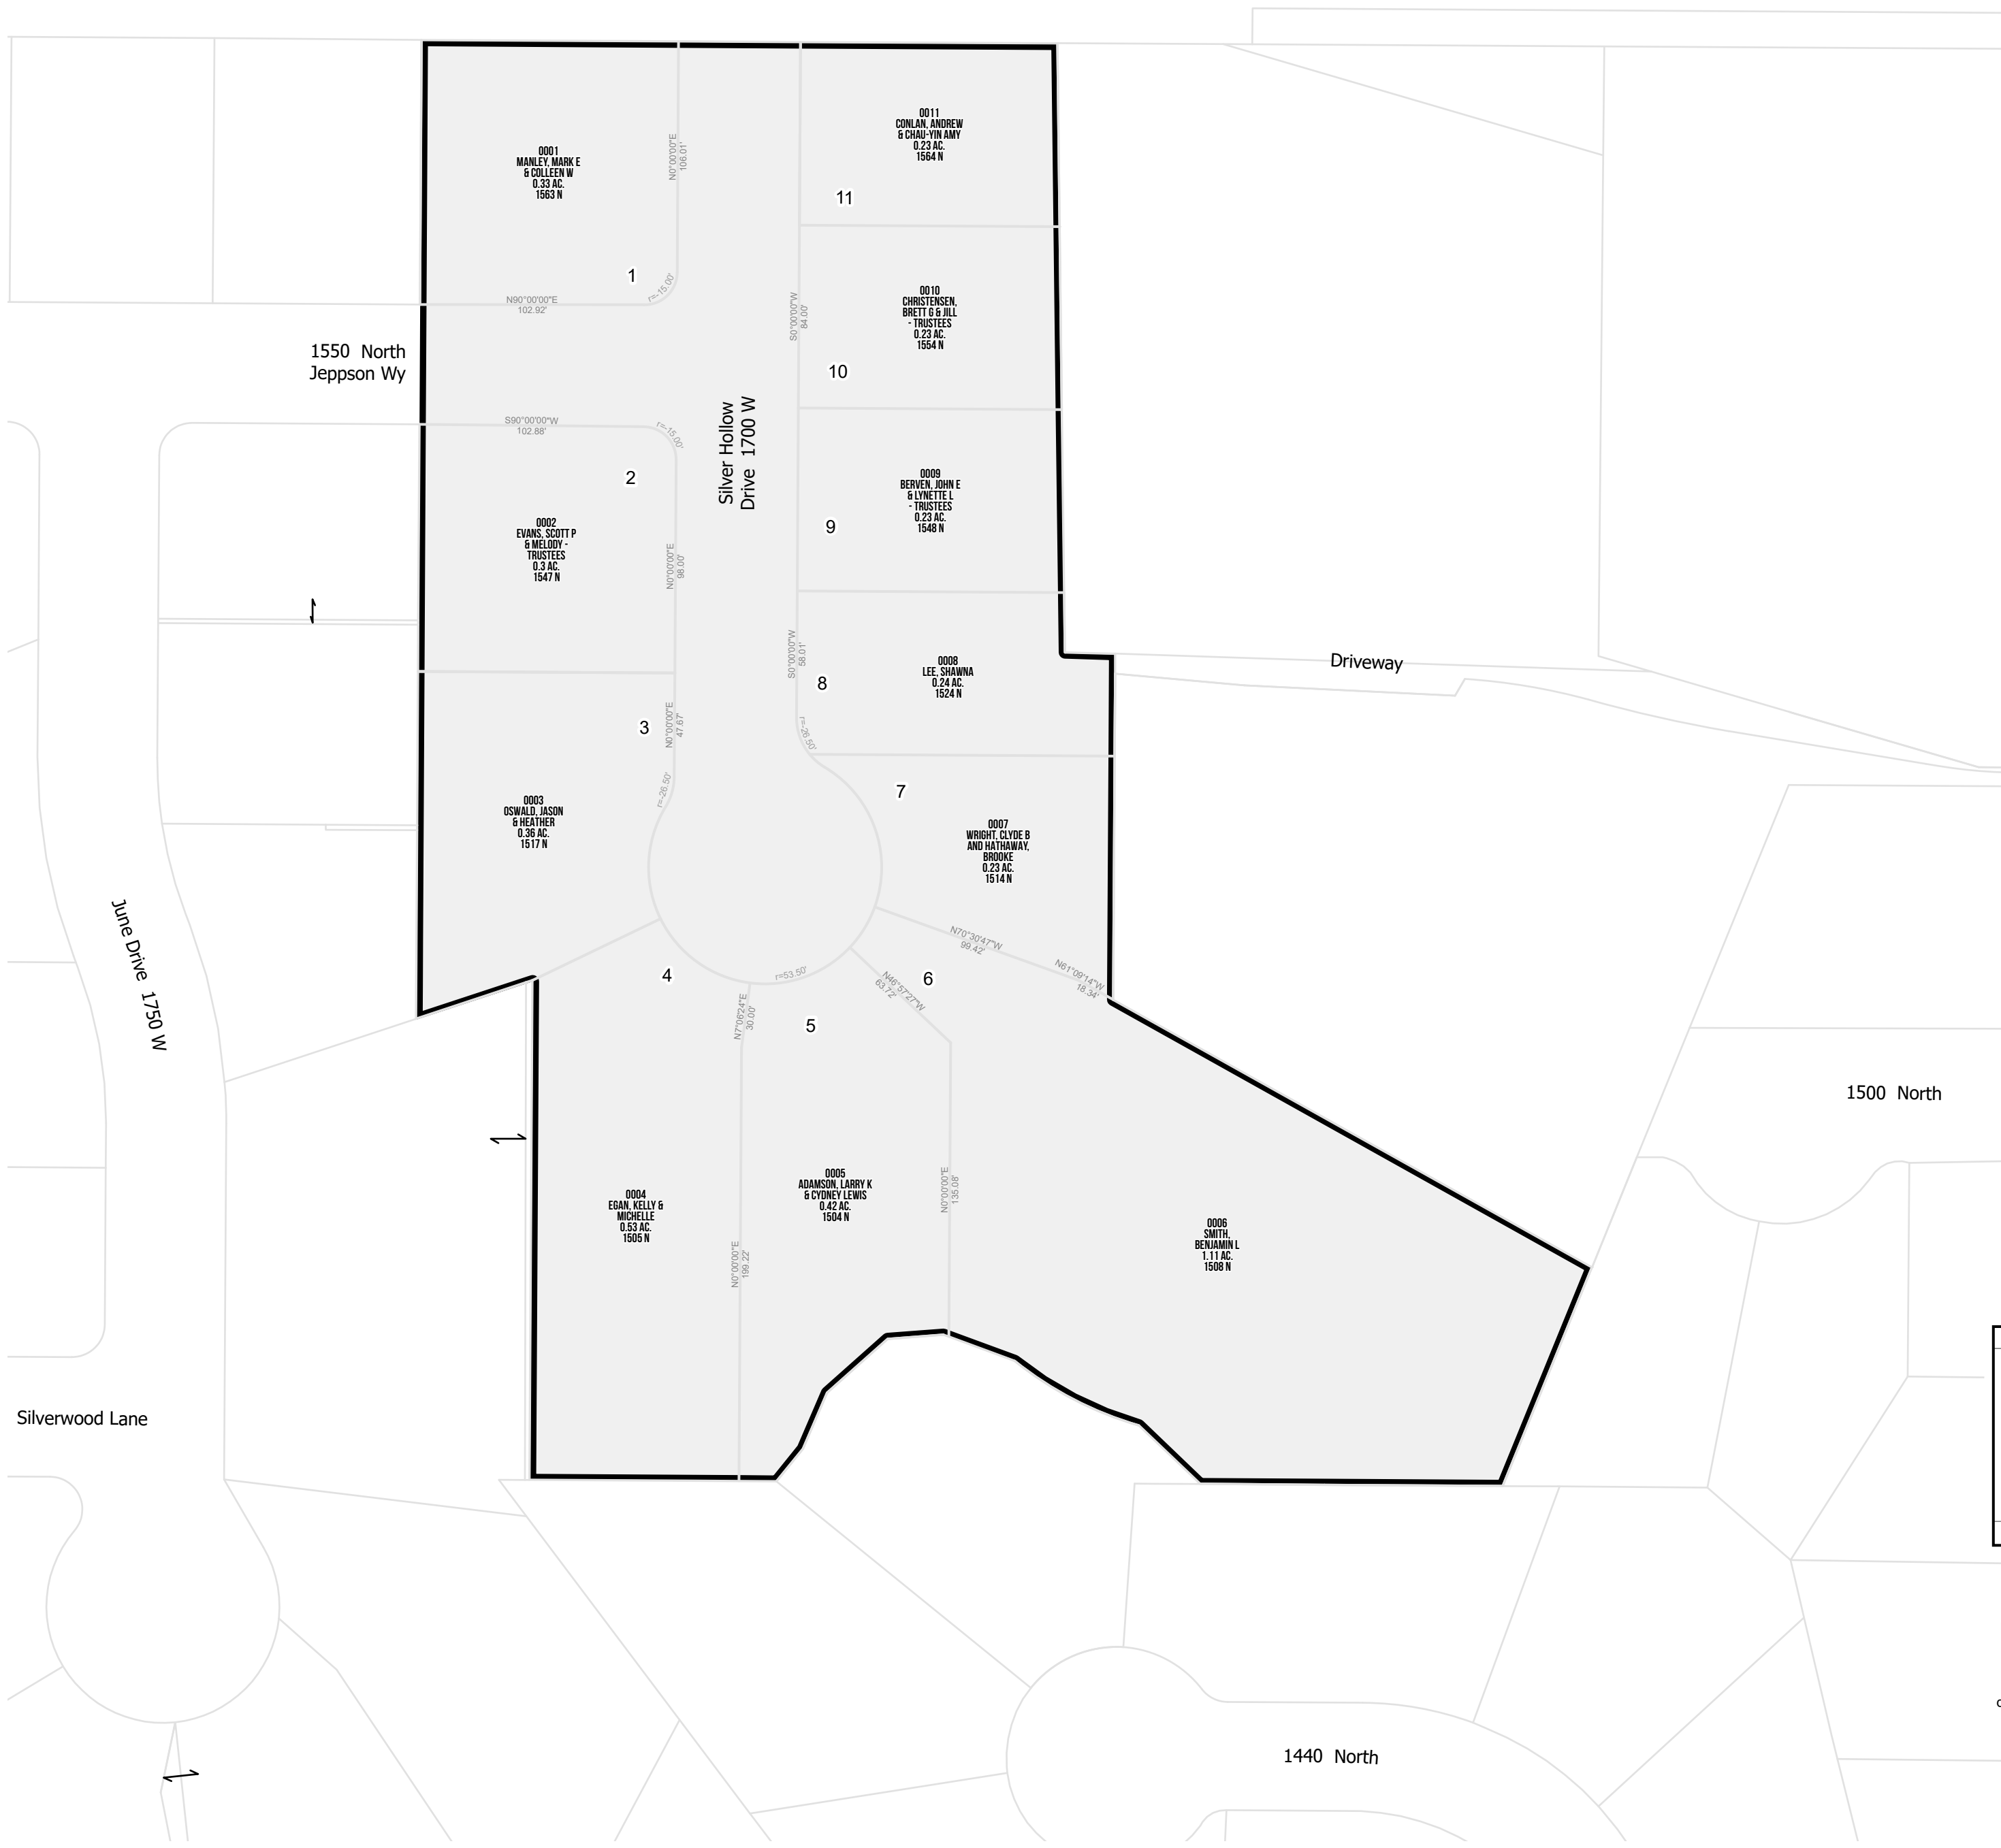 0011
CONLAN, ANDREW
& CHAU-YIN AMY
0.23 AC.
1564 N
0001
MANLEY, MARK E
& COLLEEN W
0.33 AC.
1563 N
N0°00'00"E
106.01'
11
1
r=-15.00'
N90°00'00"E
102.92'
0010
CHRISTENSEN,
BRETT G & JILL
- TRUSTEES
0.23 AC.
1554 N
S0°00'00"W
84.00'
1550 North
Jeppson Wy
10
S90°00'00"W
102.88'
r=-15.00'
Silver Hollow
Drive 1700 W
2
0009
BERVEN, JOHN E
& LYNETTE L
- TRUSTEES
0.23 AC.
1548 N
9
0002
EVANS, SCOTT P
& MELODY -
TRUSTEES
0.3 AC.
1547 N
N0°00'00"E
98.00'
S0°00'00"W
58.01'
0008
LEE, SHAWNA
0.24 AC.
1524 N
8
Driveway
3
N0°00'00"E
47.67'
r=-26.50'
r=-26.50'
7
0003
OSWALD, JASON
& HEATHER
0.36 AC.
1517 N
0007
WRIGHT, CLYDE B
AND HATHAWAY,
BROOKE
0.23 AC.
1514 N
June Drive 1750 W
N70°30'47"W
99.42'
N61°09'14"W
18.34'
4
r=53.50'
6
N46°57'27"W
63.72'
N7°06'24"E
30.00'
5
1500 North
0005
ADAMSON, LARRY K
& CYDNEY LEWIS
0.42 AC.
1504 N
N0°00'00"E
135.08'
0004
EGAN, KELLY &
MICHELLE
0.53 AC.
1505 N
0006
SMITH,
BENJAMIN L
1.11 AC.
1508 N
N0°00'00"E
199.22'
Silverwood Lane
1440 North